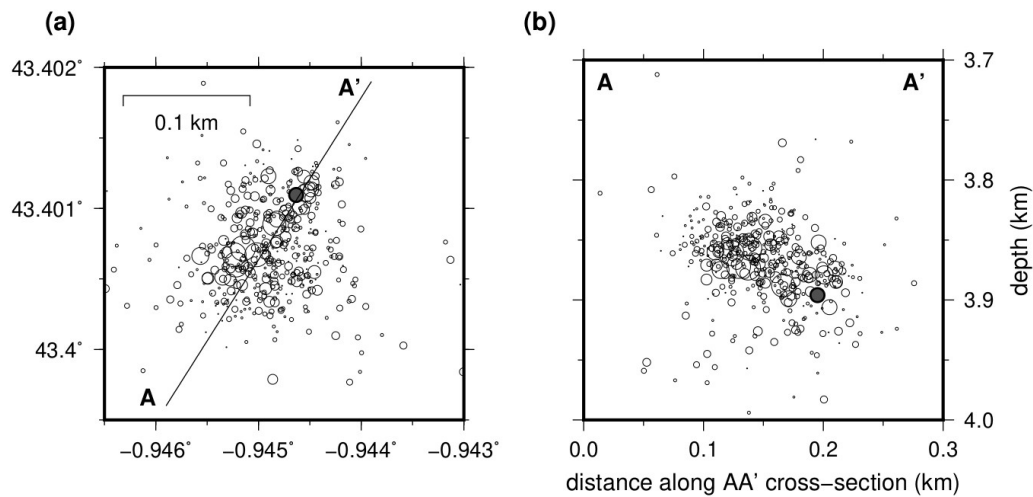 (a)
43.402°
43.401°
43.4°
0.1 km
A'
A
−0.946°
−0.945°
−0.944°
−0.943°
(b)
A
A'
3.7
3.8
3.9
4.0
depth (km)
0.0
0.1
0.2
0.3
distance along AA' cross−section (km)